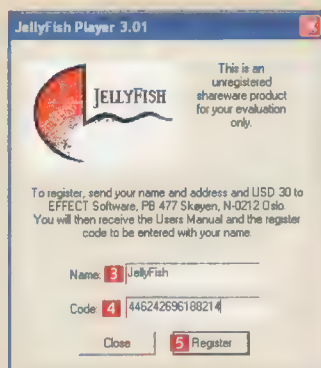 JellyFish Player 3.01
This is an
unregistered
shareware product
for your evaluation
only.
JELLYFISH
To register, send your name and address and USD 30 to
EFFECT Software, PB 477 Skøyen, N-0212 Oslo.
You will then receive the Users Manual and the register
code to be entered with your name.
Name: 3 JellyFish
Code: 4 446242696188214
Close 5 Register